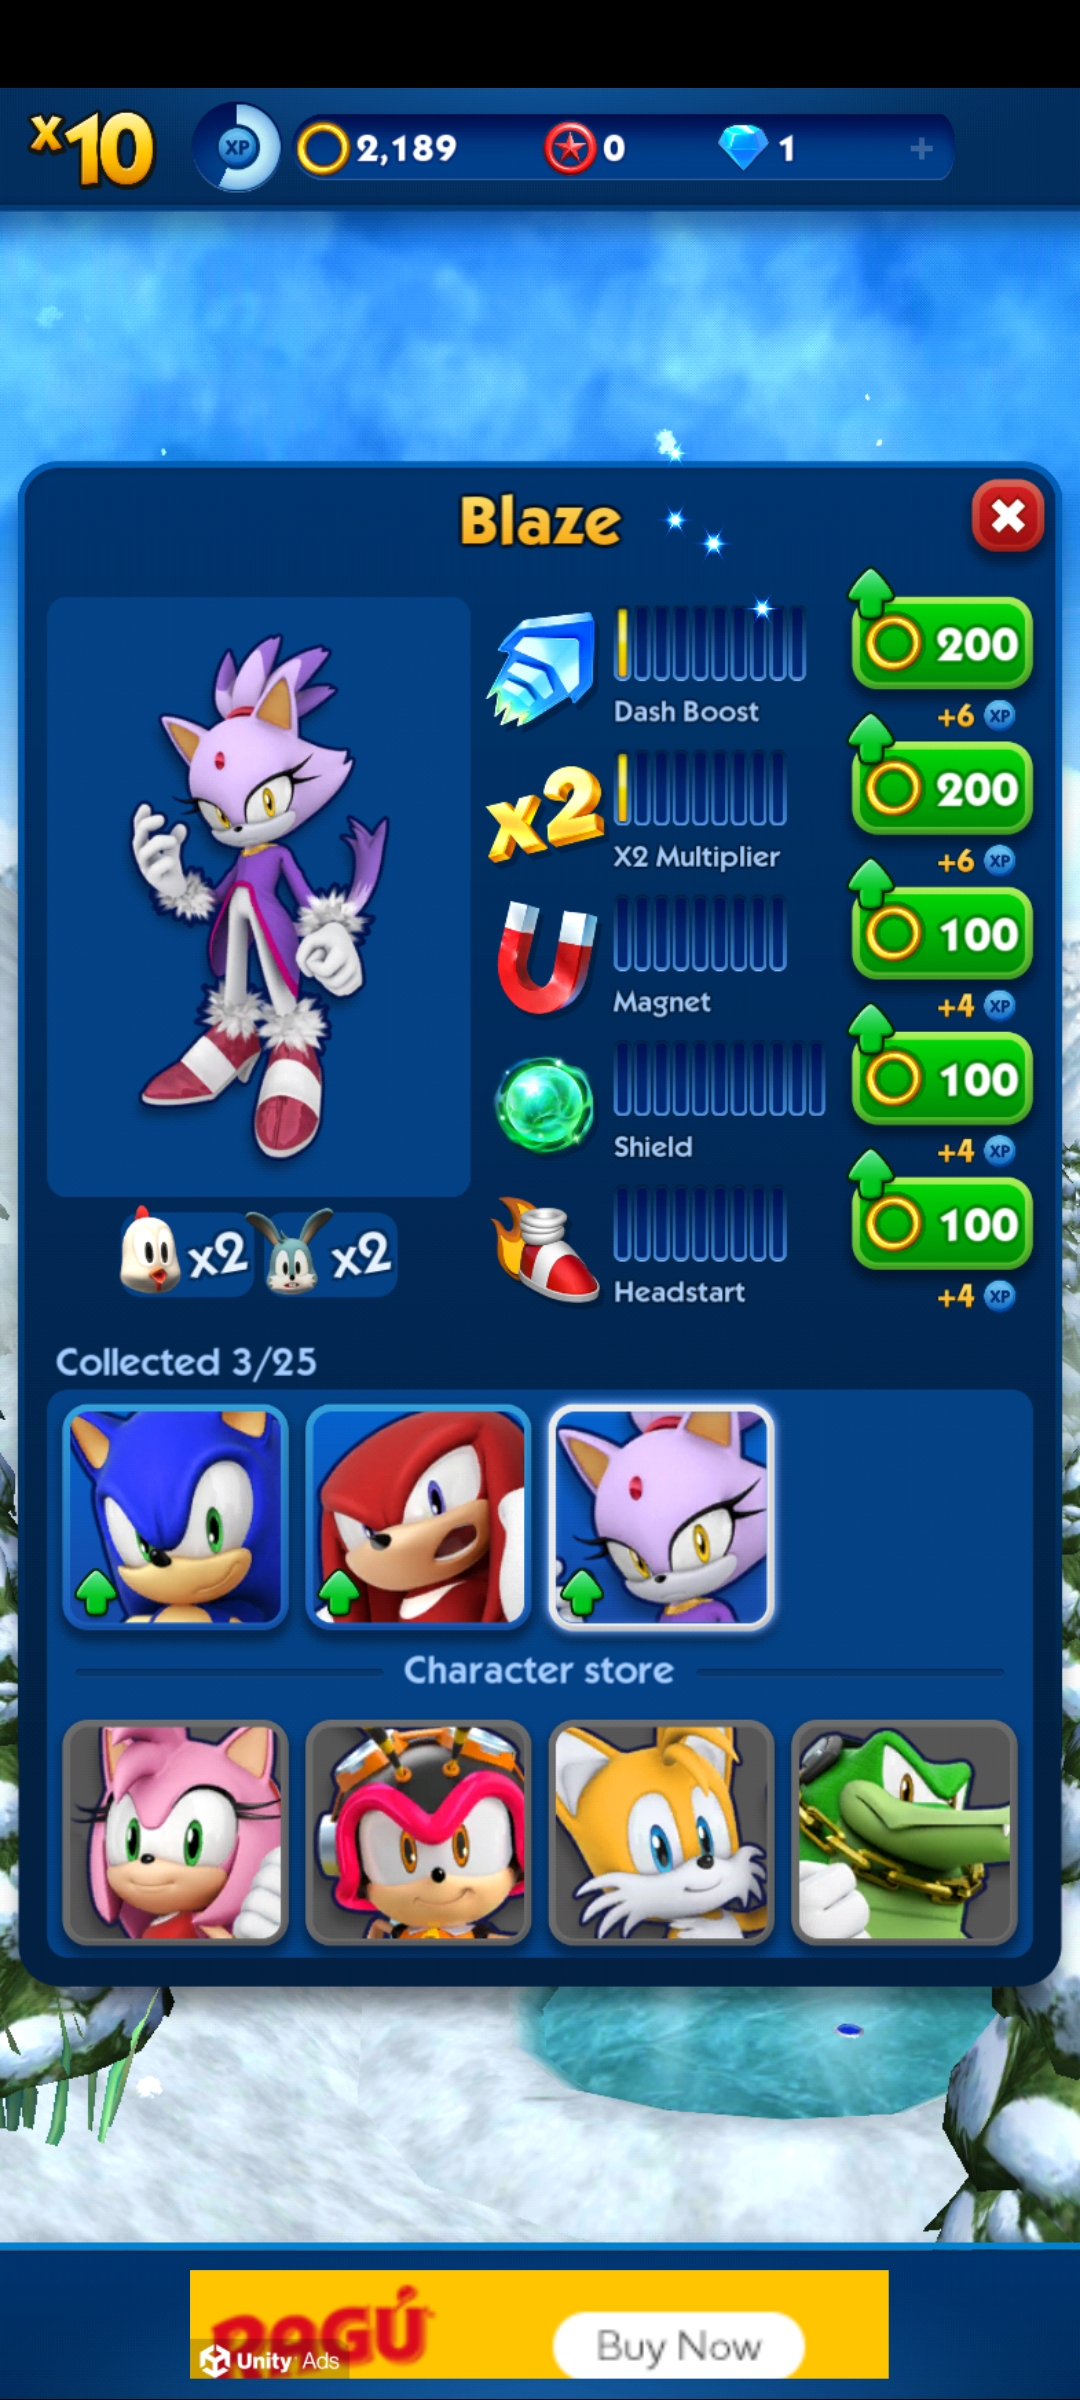 x10
XP
2,189
0
1
+
Blaze
200
Dash Boost
+6 XP
x2
200
X2 Multiplier
+6 XP
100
Magnet
+4 XP
100
Shield
+4 XP
x2 x2
100
Headstart
+4 XP
Collected 3/25
Character store
RAGÚ
Unity Ads
Buy Now